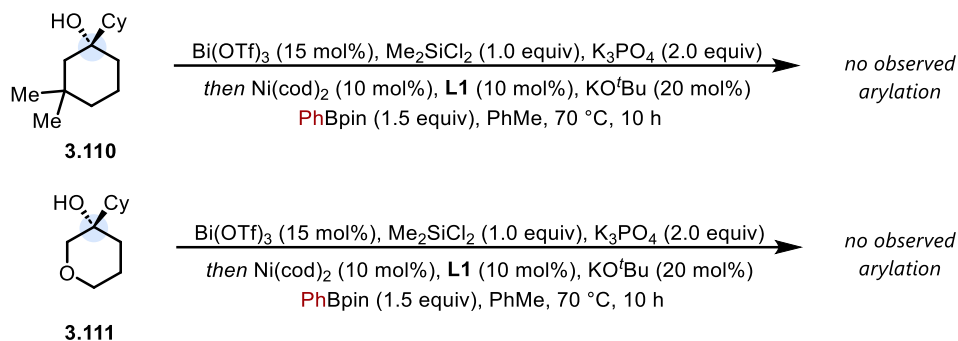 HO Cy
Me
Me
3.110
Bi(OTf)₃ (15 mol%), Me₂SiCl₂ (1.0 equiv), K₃PO₄ (2.0 equiv)
then Ni(cod)₂ (10 mol%), L1 (10 mol%), KOᵗBu (20 mol%)
PhBpin (1.5 equiv), PhMe, 70 °C, 10 h
no observed
arylation
HO Cy
O
3.111
Bi(OTf)₃ (15 mol%), Me₂SiCl₂ (1.0 equiv), K₃PO₄ (2.0 equiv)
then Ni(cod)₂ (10 mol%), L1 (10 mol%), KOᵗBu (20 mol%)
PhBpin (1.5 equiv), PhMe, 70 °C, 10 h
no observed
arylation